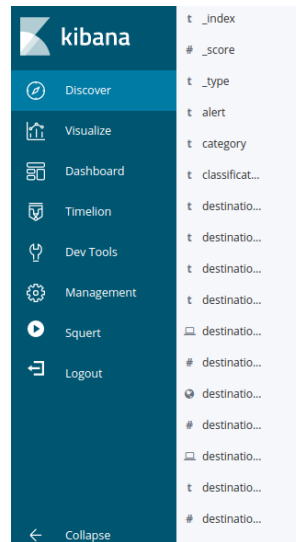 kibana
Discover
Visualize
Dashboard
Timelion
Dev Tools
Management
Squert
Logout
Collapse
t _index
# _score
t _type
t alert
t category
t classificat...
t destinatio...
t destinatio...
t destinatio...
t destinatio...
destinatio...
# destinatio...
destinatio...
# destinatio...
destinatio...
t destinatio...
# destinatio...